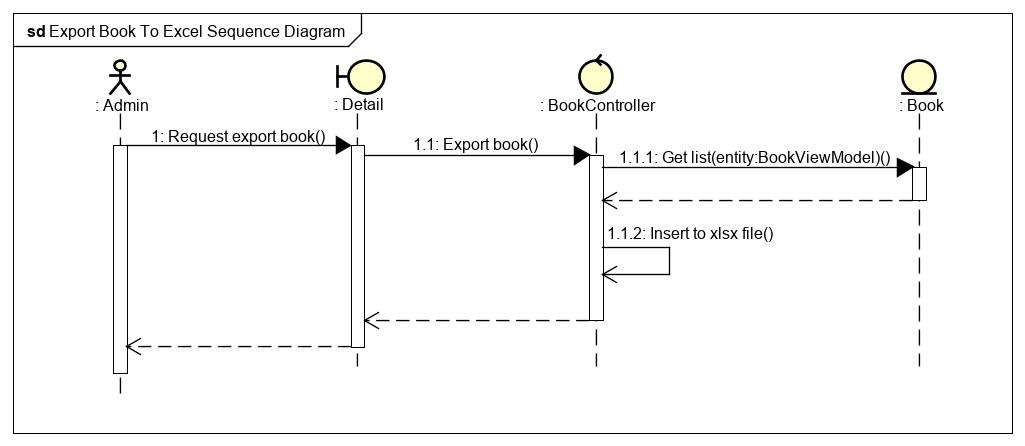 sd Export Book To Excel Sequence Diagram
: Admin
: Detail
: BookController
: Book
1: Request export book()
1.1: Export book()
1.1.1: Get list(entity:BookViewModel)()
1.1.2: Insert to xlsx file()